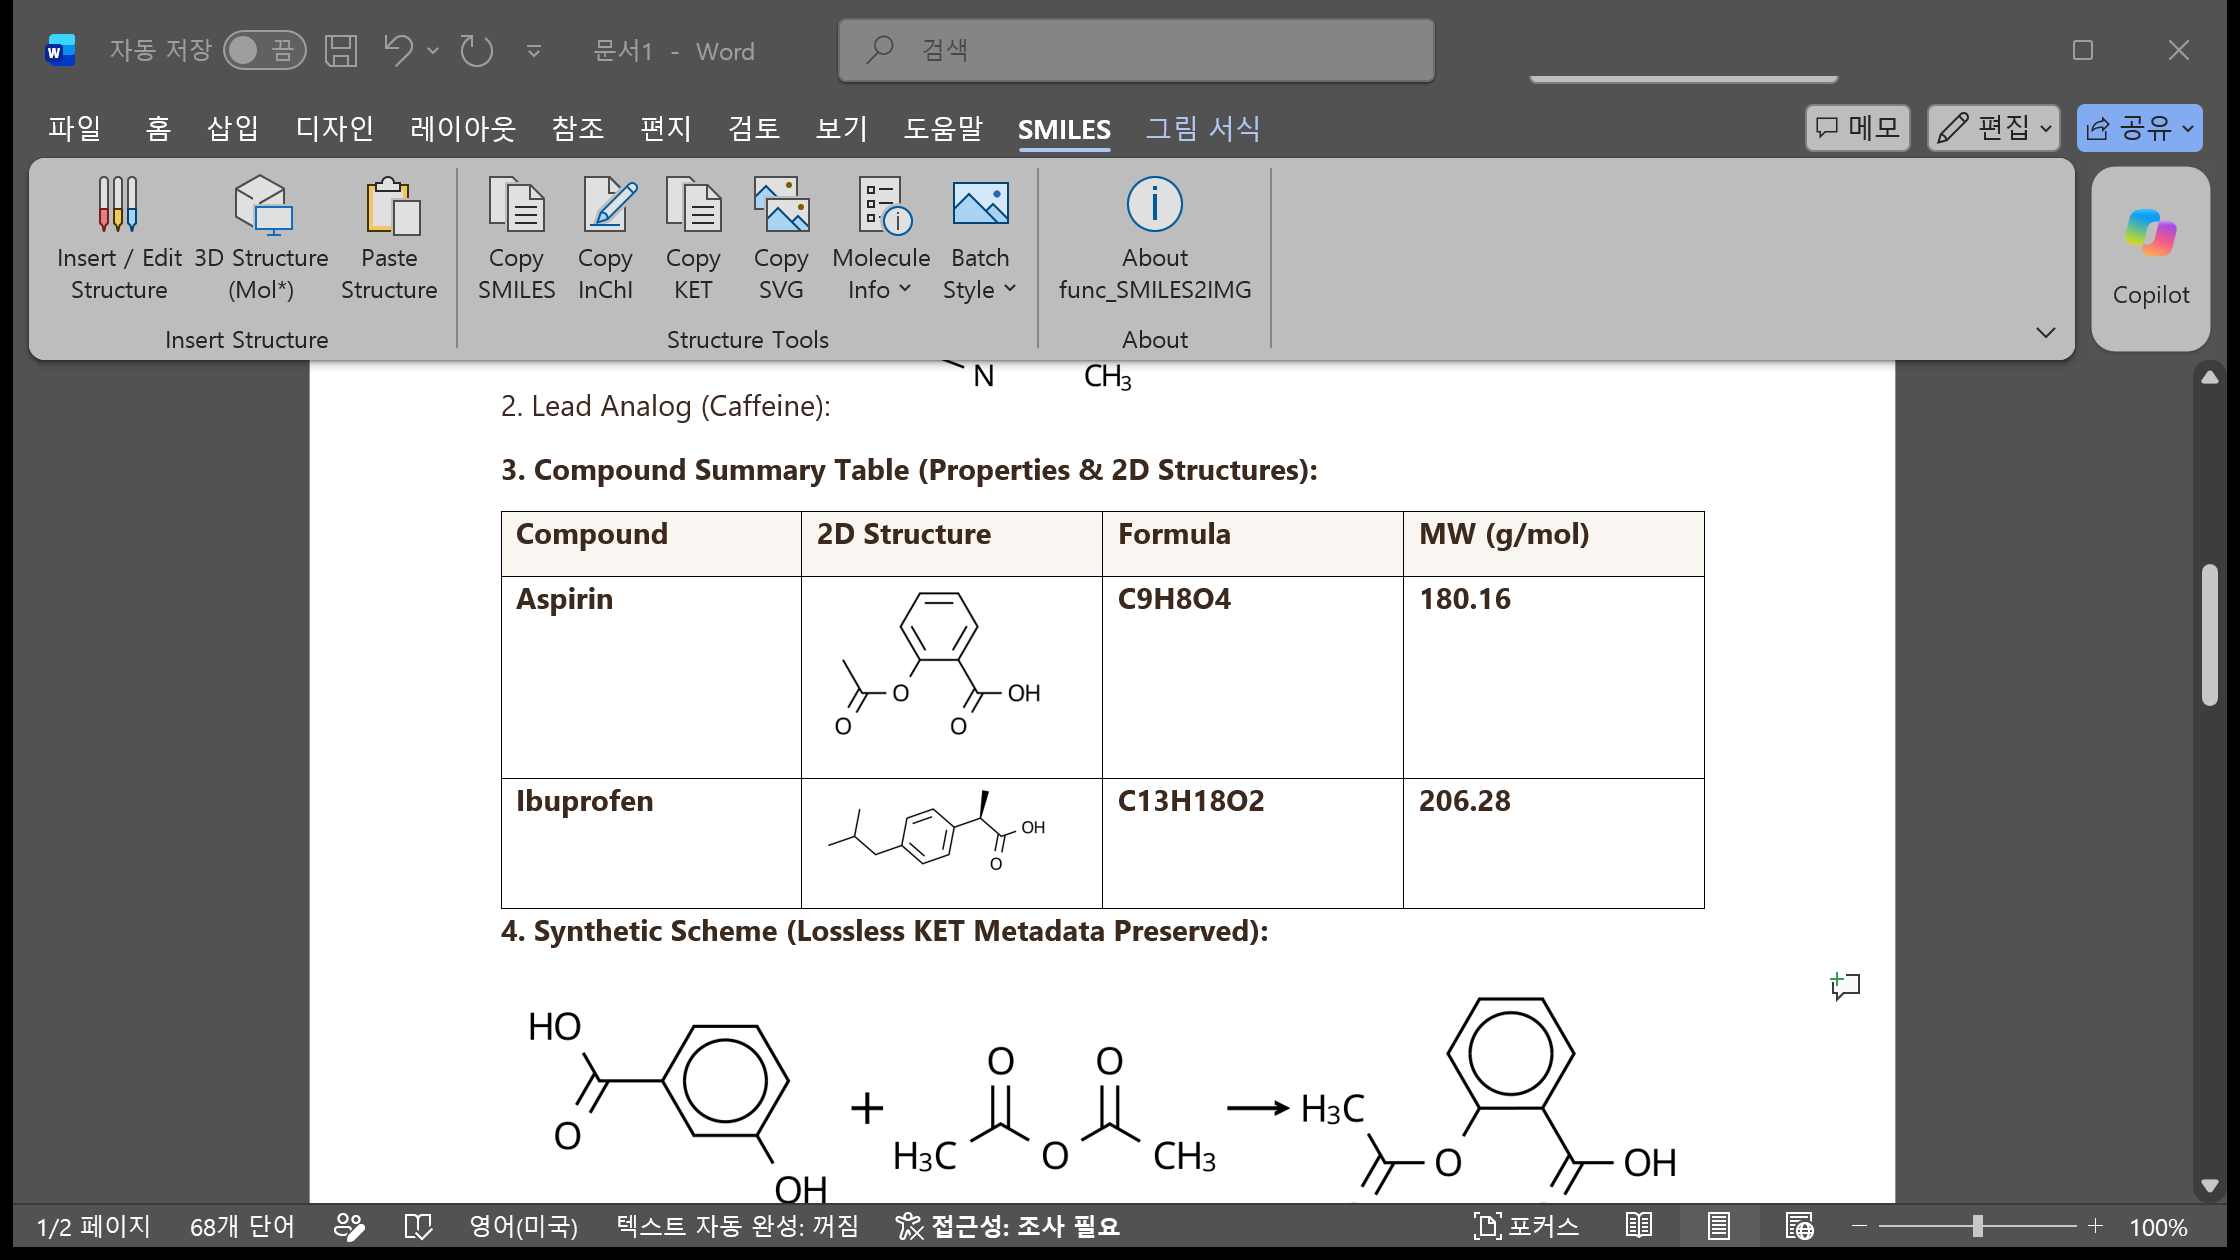 자동 저장 끔 문서1 - Word 검색
파일 홈 삽입 디자인 레이아웃 참조 편지 검토 보기 도움말 SMILES 그림 서식 메모 편집 공유
Insert / Edit Structure
3D Structure (Mol*)
Paste Structure
Copy SMILES
Copy InChI
Copy KET
Copy SVG
Molecule Info
Batch Style
About func_SMILES2IMG
Copilot
Insert Structure Structure Tools About
N CH3
2. Lead Analog (Caffeine):
3. Compound Summary Table (Properties & 2D Structures):
Compound 2D Structure Formula MW (g/mol)
Aspirin C9H8O4 180.16
O OH
O O
Ibuprofen C13H18O2 206.28
OH
O
4. Synthetic Scheme (Lossless KET Metadata Preserved):
HO
O O
+ H3C
O H3C O CH3 O OH
OH
1/2 페이지 68개 단어 영어(미국) 텍스트 자동 완성: 꺼짐 접근성: 조사 필요 포커스 100%